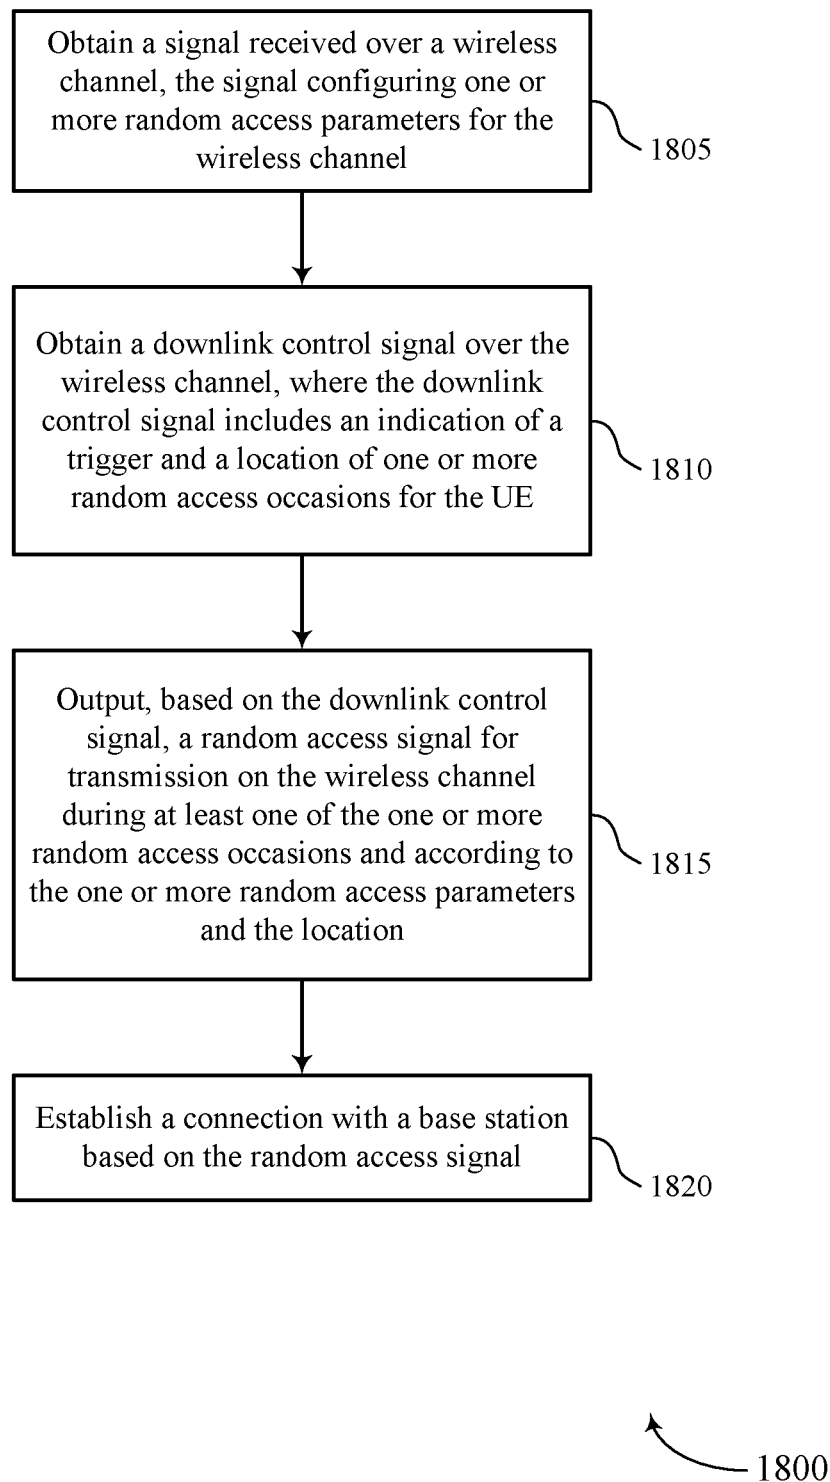 Obtain a signal received over a wireless
channel, the signal configuring one or
more random access parameters for the
wireless channel
1805
Obtain a downlink control signal over the
wireless channel, where the downlink
control signal includes an indication of a
trigger and a location of one or more
random access occasions for the UE
1810
Output, based on the downlink control
signal, a random access signal for
transmission on the wireless channel
during at least one of the one or more
random access occasions and according to
the one or more random access parameters
and the location
1815
Establish a connection with a base station
based on the random access signal
1820
1800